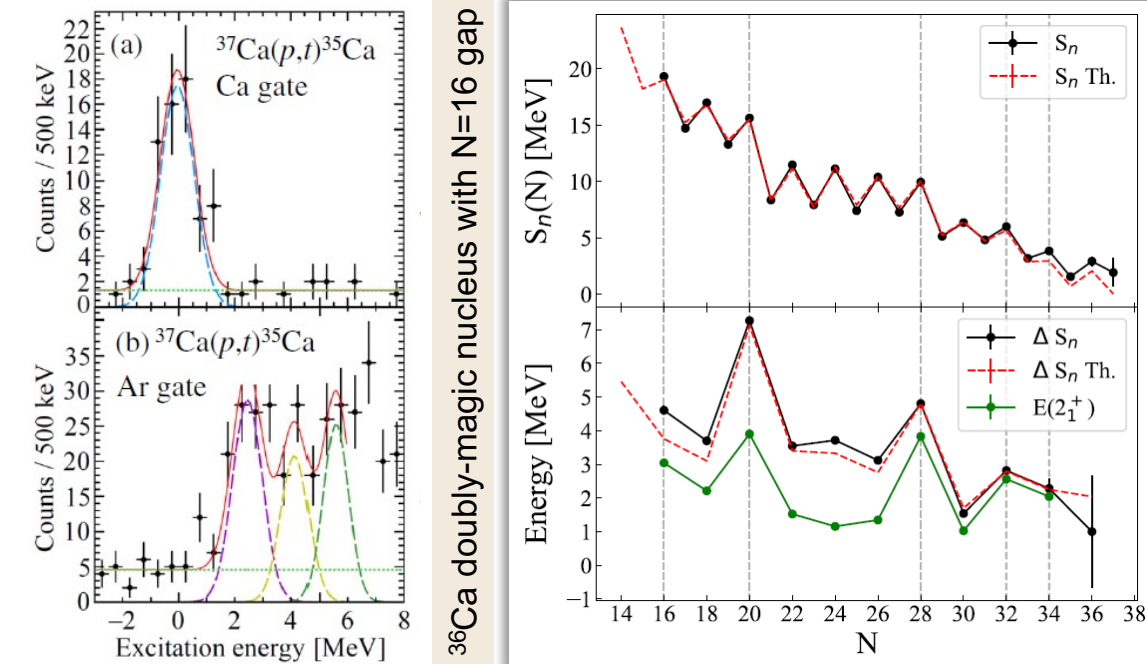 (a)
³⁷Ca(p,t)³⁵Ca
Ca gate
Counts / 500 keV
22
20
18
16
14
12
10
8
6
4
2
0
(b) ³⁷Ca(p,t)³⁵Ca
Ar gate
Counts / 500 keV
35
30
25
20
15
10
5
0
−2 0 2 4 6 8
Excitation energy [MeV]
³⁶Ca doubly-magic nucleus with N=16 gap
Sₙ(N) [MeV]
20
15
10
5
0
Sₙ
Sₙ Th.
Energy [MeV]
7
6
5
4
3
2
1
0
−1
Δ Sₙ
Δ Sₙ Th.
E(2₁⁺)
14 16 18 20 22 24 26 28 30 32 34 36 38
N